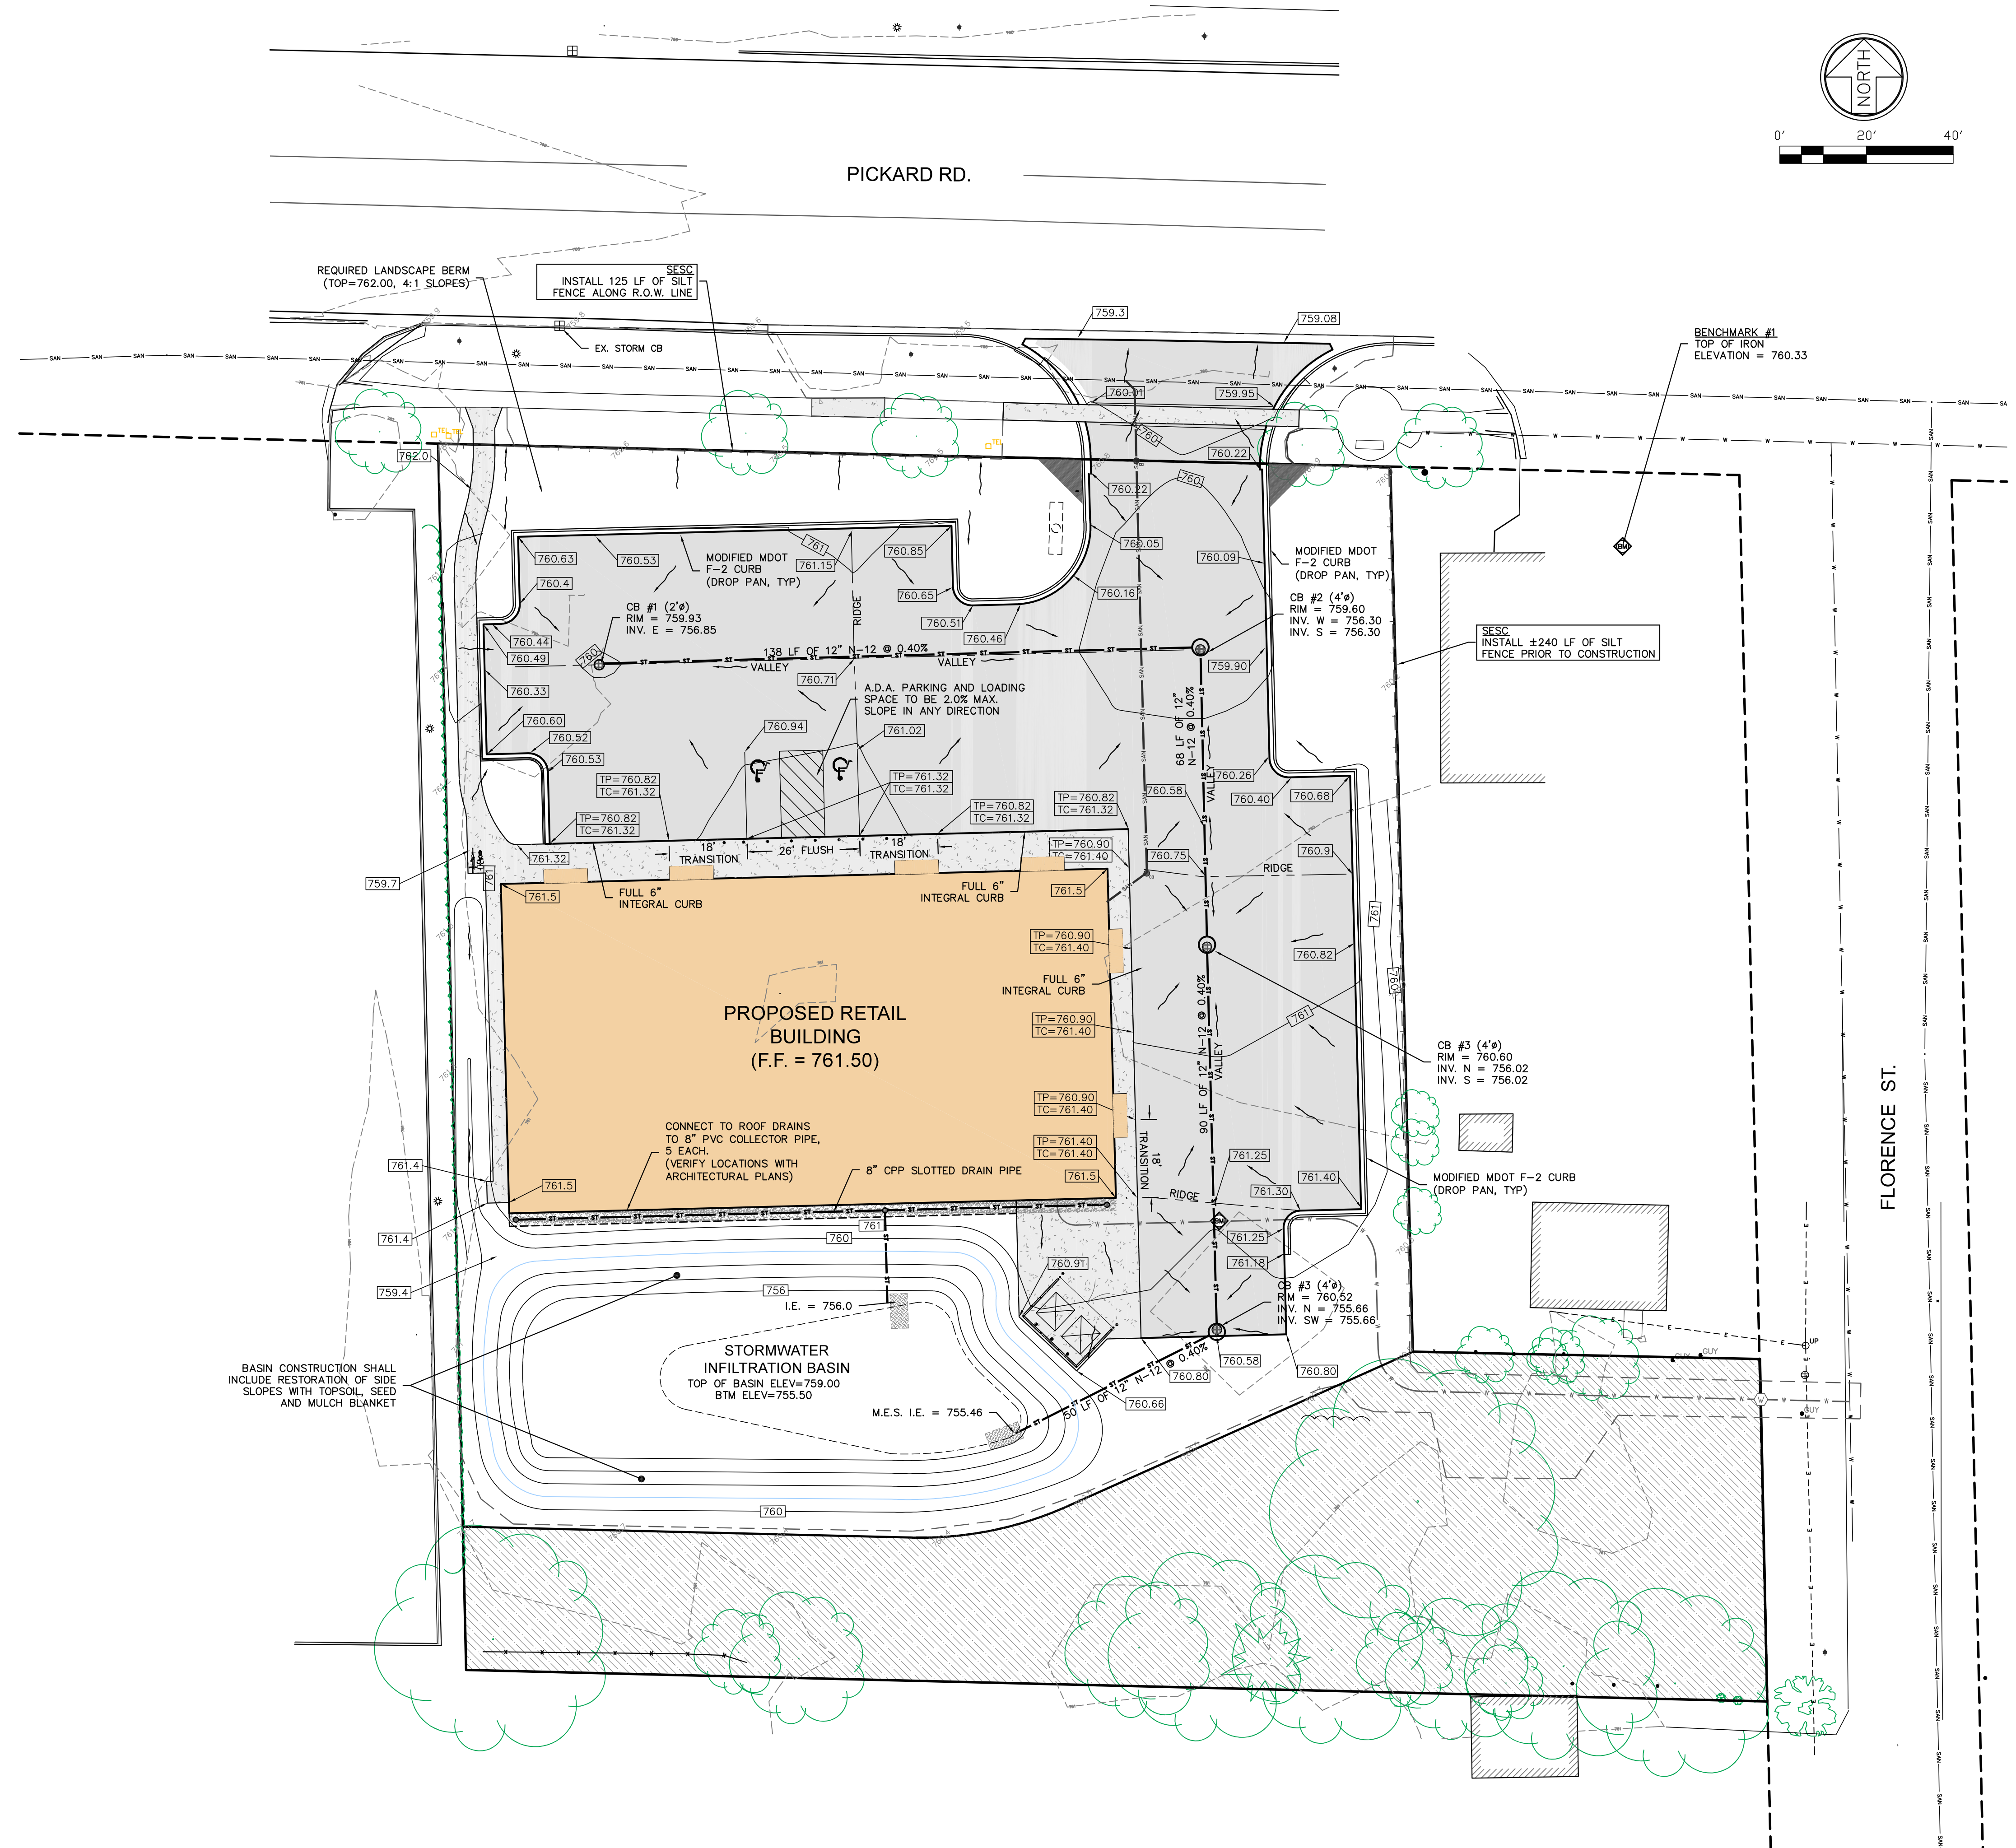 NORTH
0' 20' 40'
PICKARD RD.
REQUIRED LANDSCAPE BERM
(TOP=762.00, 4:1 SLOPES)
SESC
INSTALL 125 LF OF SILT
FENCE ALONG R.O.W. LINE
EX. STORM CB
759.3
759.08
BENCHMARK #1
TOP OF IRON
ELEVATION = 760.33
760.01
759.95
TEL
TEL
TEL
762.0
760
760.22
760.22
760
760.63
760.53
MODIFIED MDOT
F-2 CURB
(DROP PAN, TYP)
761
761.15
760.85
760.05
760.09
MODIFIED MDOT
F-2 CURB
(DROP PAN, TYP)
760.4
CB #1 (2'ø)
RIM = 759.93
INV. E = 756.85
RIDGE
760.65
760.16
760.51
760.46
CB #2 (4'ø)
RIM = 759.60
INV. W = 756.30
INV. S = 756.30
BM
SESC
INSTALL ±240 LF OF SILT
FENCE PRIOR TO CONSTRUCTION
760.44
760.49
760
138 LF OF 12" N-12 @ 0.40%
VALLEY
VALLEY
760.71
759.90
760.33
A.D.A. PARKING AND LOADING
SPACE TO BE 2.0% MAX.
SLOPE IN ANY DIRECTION
760.60
760.52
760.94
761.02
68 LF OF 12"
N-12 @ 0.40%
760.53
TP=760.82
TC=761.32
TP=761.32
TC=761.32
VALLEY
760.26
760.58
760.40
760.68
TP=760.82
TC=761.32
TP=760.82
TC=761.32
TP=760.82
TC=761.32
18'
TRANSITION
26' FLUSH
18'
TRANSITION
TP=760.90
TC=761.40
760.75
760.9
RIDGE
761.32
759.7
761
761.5
FULL 6"
INTEGRAL CURB
FULL 6"
INTEGRAL CURB
761.5
761
TP=760.90
TC=761.40
760.82
760
FULL 6"
INTEGRAL CURB
PROPOSED RETAIL
BUILDING
(F.F. = 761.50)
TP=760.90
TC=761.40
90 LF OF 12" N-12 @ 0.40%
VALLEY
761
CB #3 (4'ø)
RIM = 760.60
INV. N = 756.02
INV. S = 756.02
FLORENCE ST.
TP=760.90
TC=761.40
CONNECT TO ROOF DRAINS
TO 8" PVC COLLECTOR PIPE,
5 EACH.
(VERIFY LOCATIONS WITH
ARCHITECTURAL PLANS)
8" CPP SLOTTED DRAIN PIPE
TP=761.40
TC=761.40
18'
TRANSITION
761.25
761.4
761.5
761.5
RIDGE
761.30
761.40
MODIFIED MDOT F-2 CURB
(DROP PAN, TYP)
761.4
761
760
BM
761.25
761.18
760.91
759.4
756
I.E. = 756.0
CB #3 (4'ø)
RIM = 760.52
INV. N = 755.66
INV. SW = 755.66
UP
GUY
GUY
GUY
STORMWATER
INFILTRATION BASIN
TOP OF BASIN ELEV=759.00
BTM ELEV=755.50
BASIN CONSTRUCTION SHALL
INCLUDE RESTORATION OF SIDE
SLOPES WITH TOPSOIL, SEED
AND MULCH BLANKET
760.58
760.80
760.80
760.66
50 LF OF 12" N-12 @ 0.40%
M.E.S. I.E. = 755.46
760